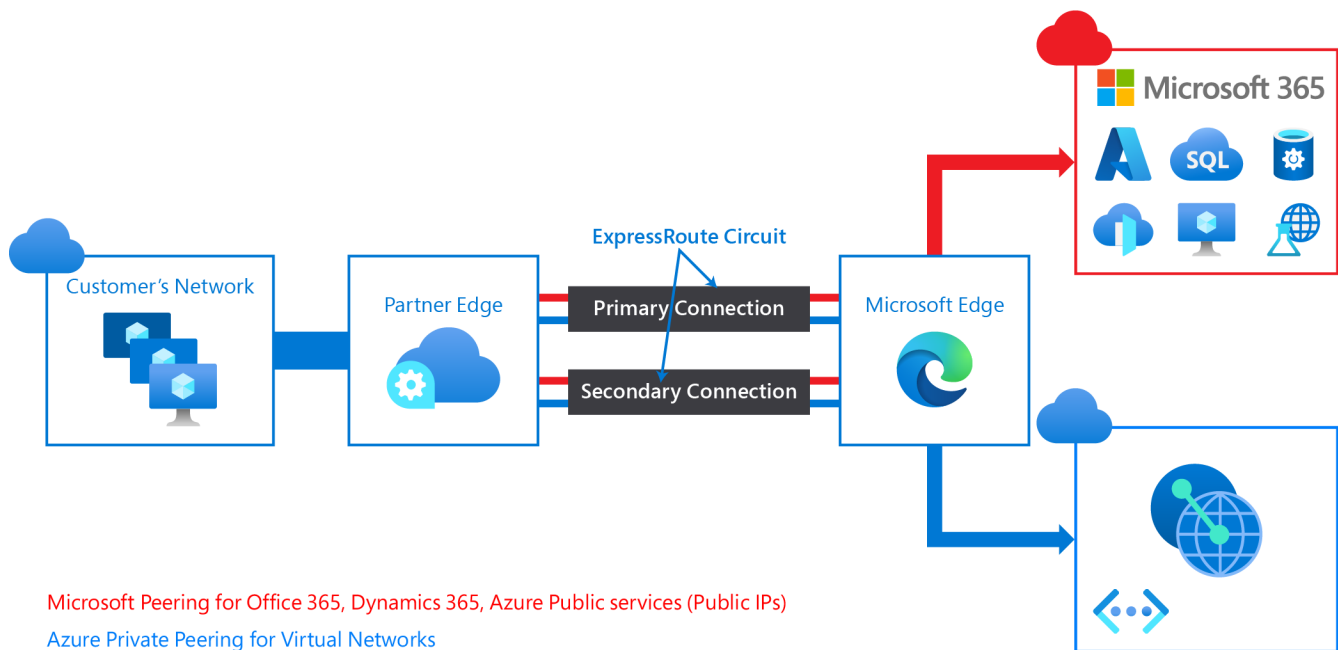 Microsoft 365
SQL
ExpressRoute Circuit
Customer's Network
Partner Edge
Primary Connection
Microsoft Edge
Secondary Connection
Microsoft Peering for Office 365, Dynamics 365, Azure Public services (Public IPs)
Azure Private Peering for Virtual Networks